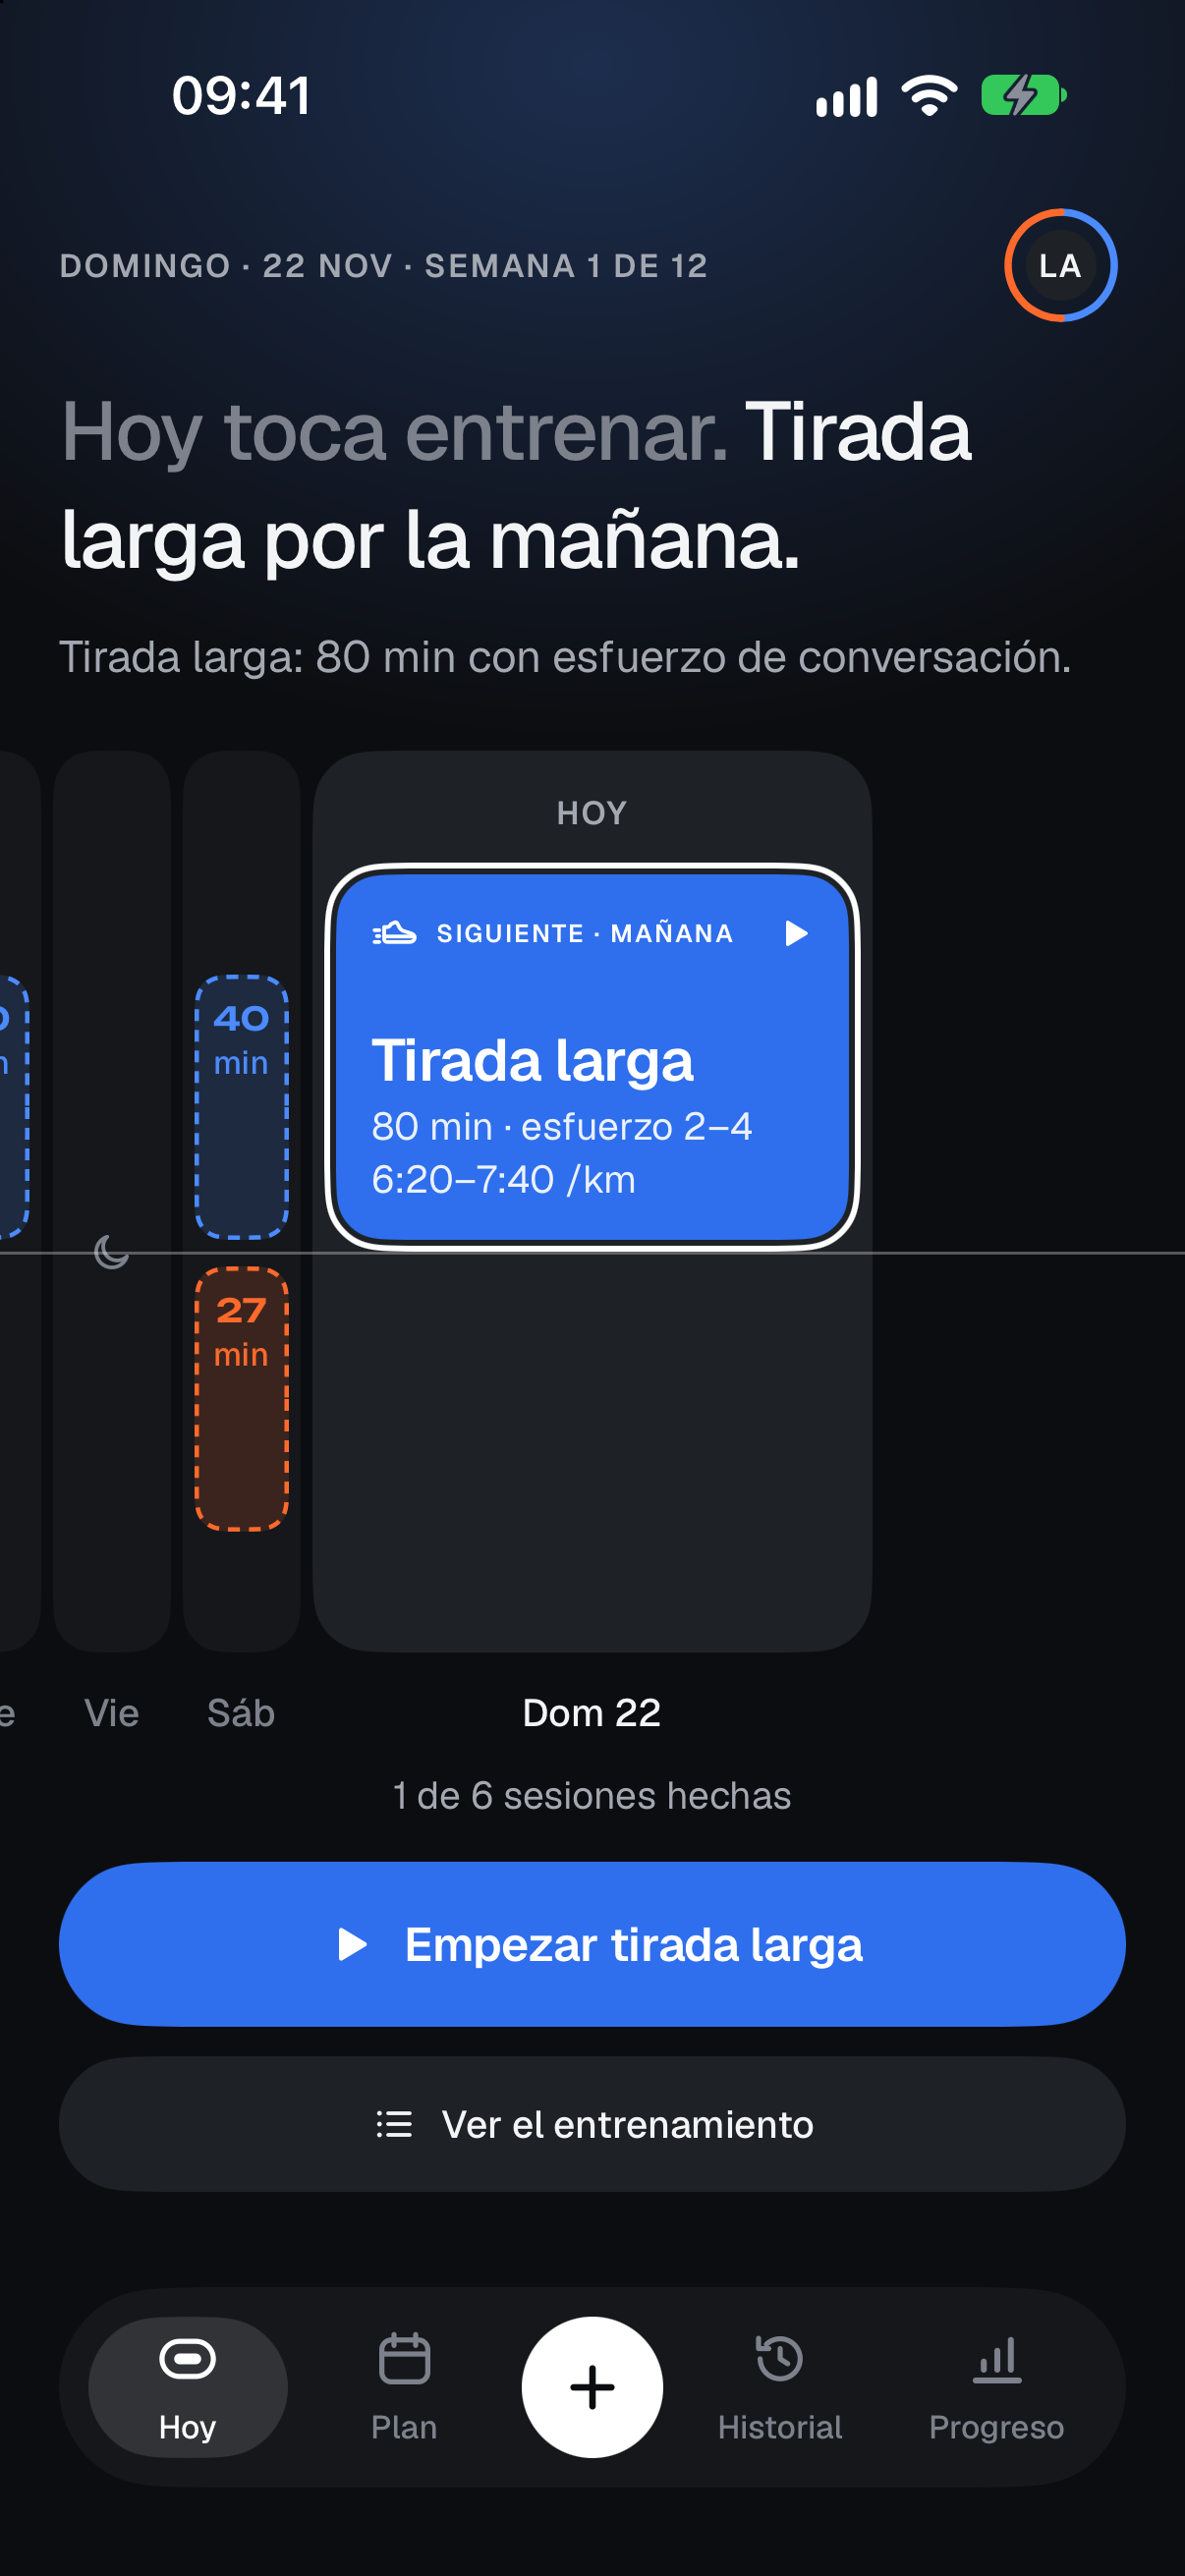 09:41
DOMINGO · 22 NOV · SEMANA 1 DE 12
LA
Hoy toca entrenar. Tirada
larga por la mañana.
Tirada larga: 80 min con esfuerzo de conversación.
HOY
SIGUIENTE · MAÑANA
Tirada larga
80 min · esfuerzo 2–4
6:20–7:40 /km
40
min
27
min
Vie
Sáb
Dom 22
1 de 6 sesiones hechas
Empezar tirada larga
Ver el entrenamiento
Hoy
Plan
Historial
Progreso